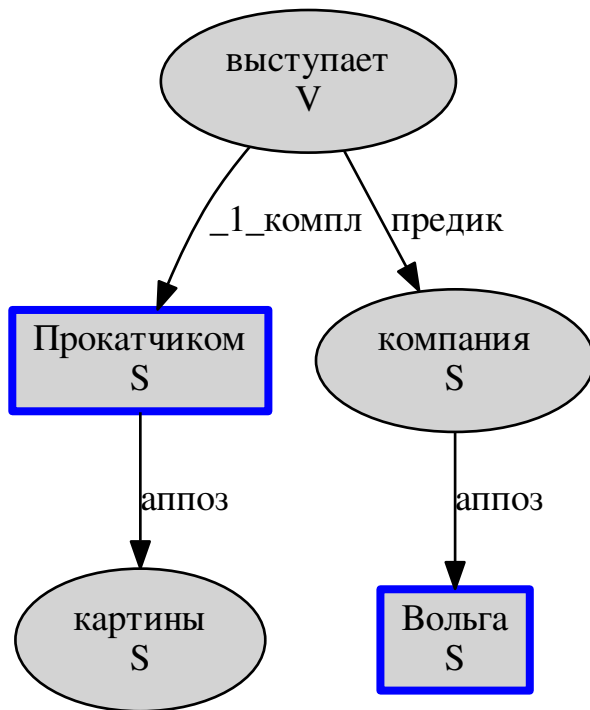 выступает
V
_1_компл
предик
Прокатчиком
S
компания
S
аппоз
аппоз
картины
S
Вольга
S